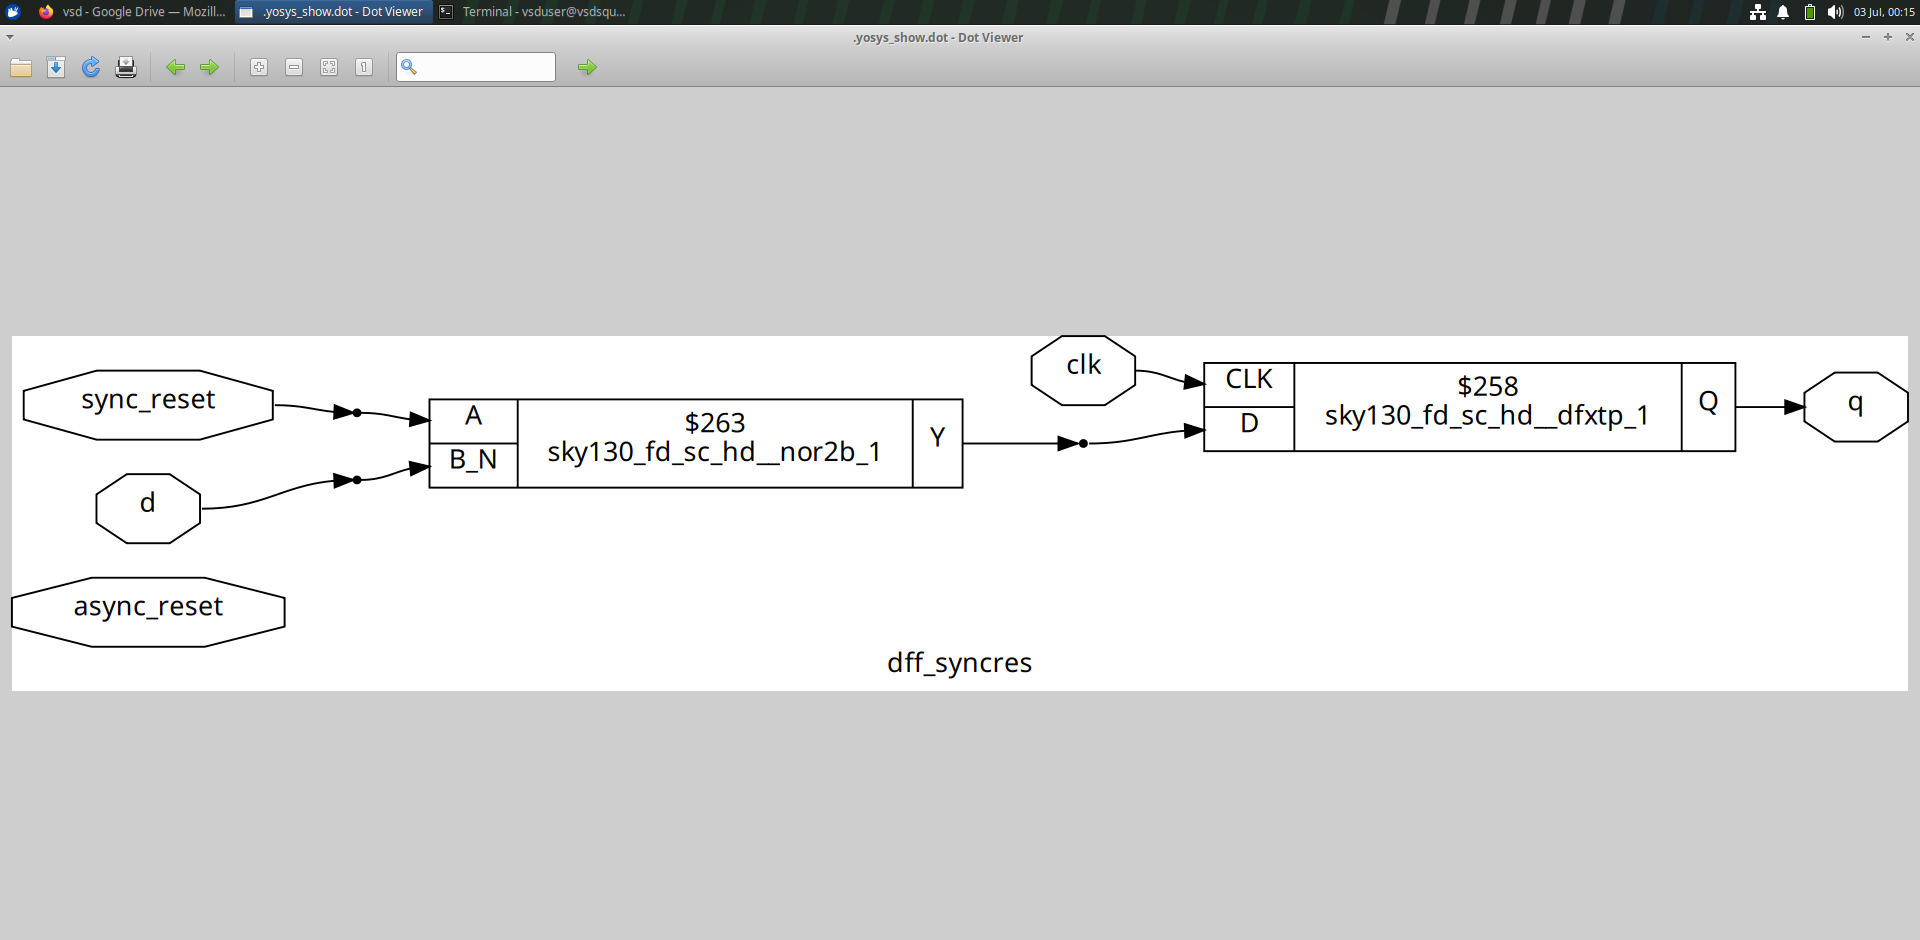 vsd - Google Drive — Mozill...
.yosys_show.dot - Dot Viewer
Terminal - vsduser@vsdsqu...
03 Jul, 00:15
.yosys_show.dot - Dot Viewer
1
sync_reset
d
async_reset
A
B_N
$263
sky130_fd_sc_hd__nor2b_1
Y
clk
CLK
D
$258
sky130_fd_sc_hd__dfxtp_1
Q
q
dff_syncres